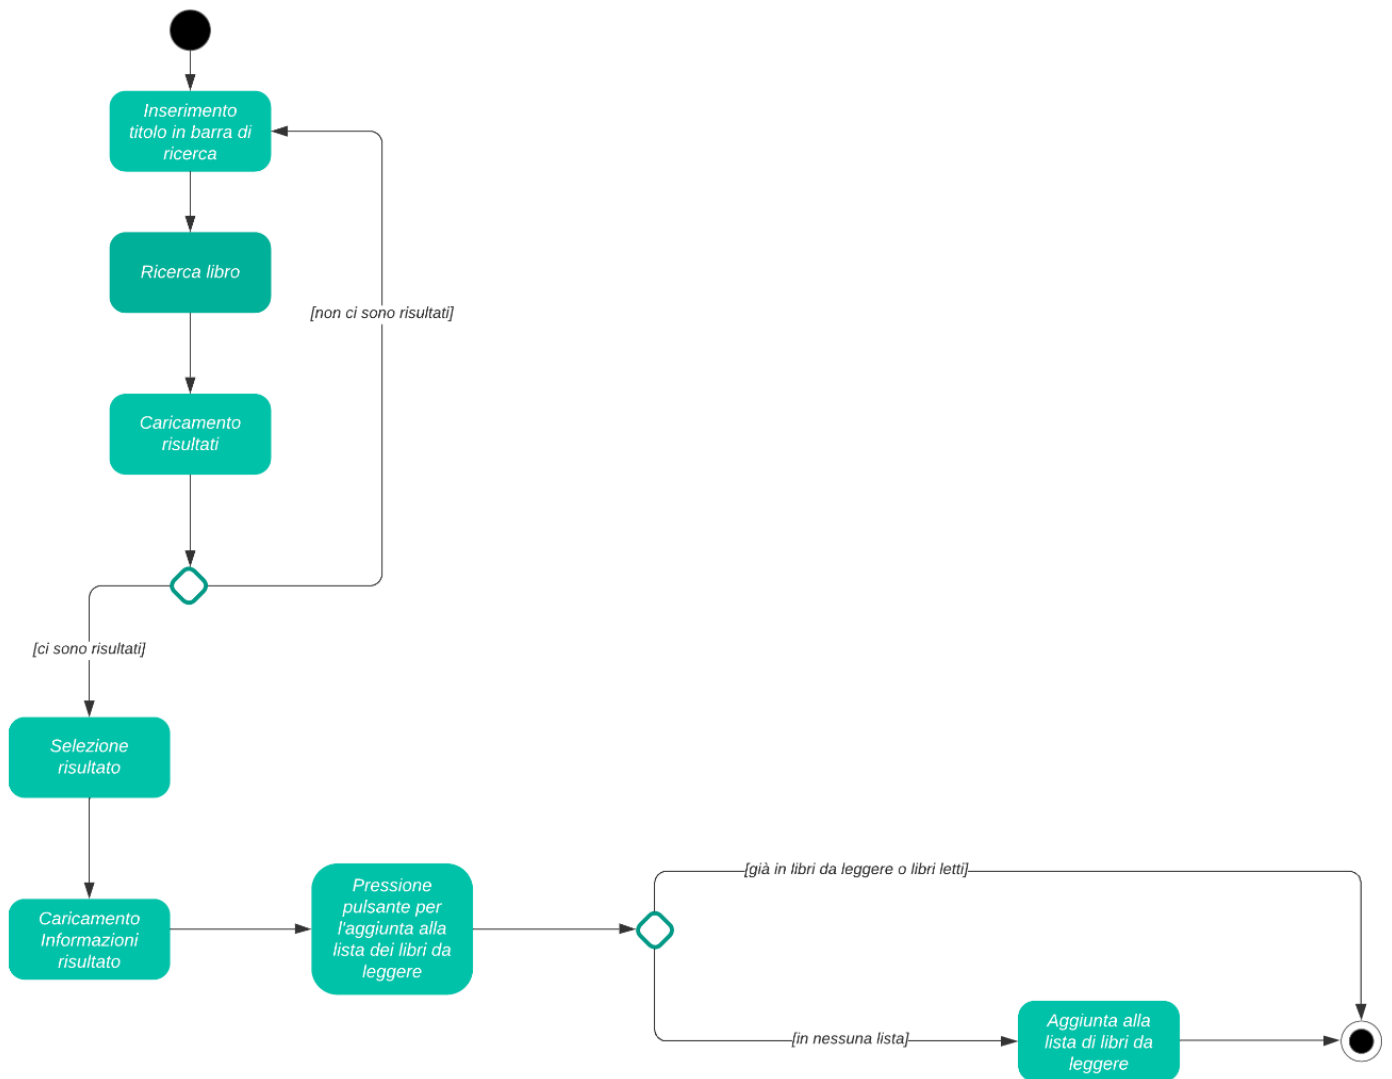 Inserimento
titolo in barra di
ricerca
Ricerca libro
[non ci sono risultati]
Caricamento
risultati
[ci sono risultati]
Selezione
risultato
Caricamento
Informazioni
risultato
Pressione
pulsante per
l'aggiunta alla
lista dei libri da
leggere
[già in libri da leggere o libri letti]
[in nessuna lista]
Aggiunta alla
lista di libri da
leggere